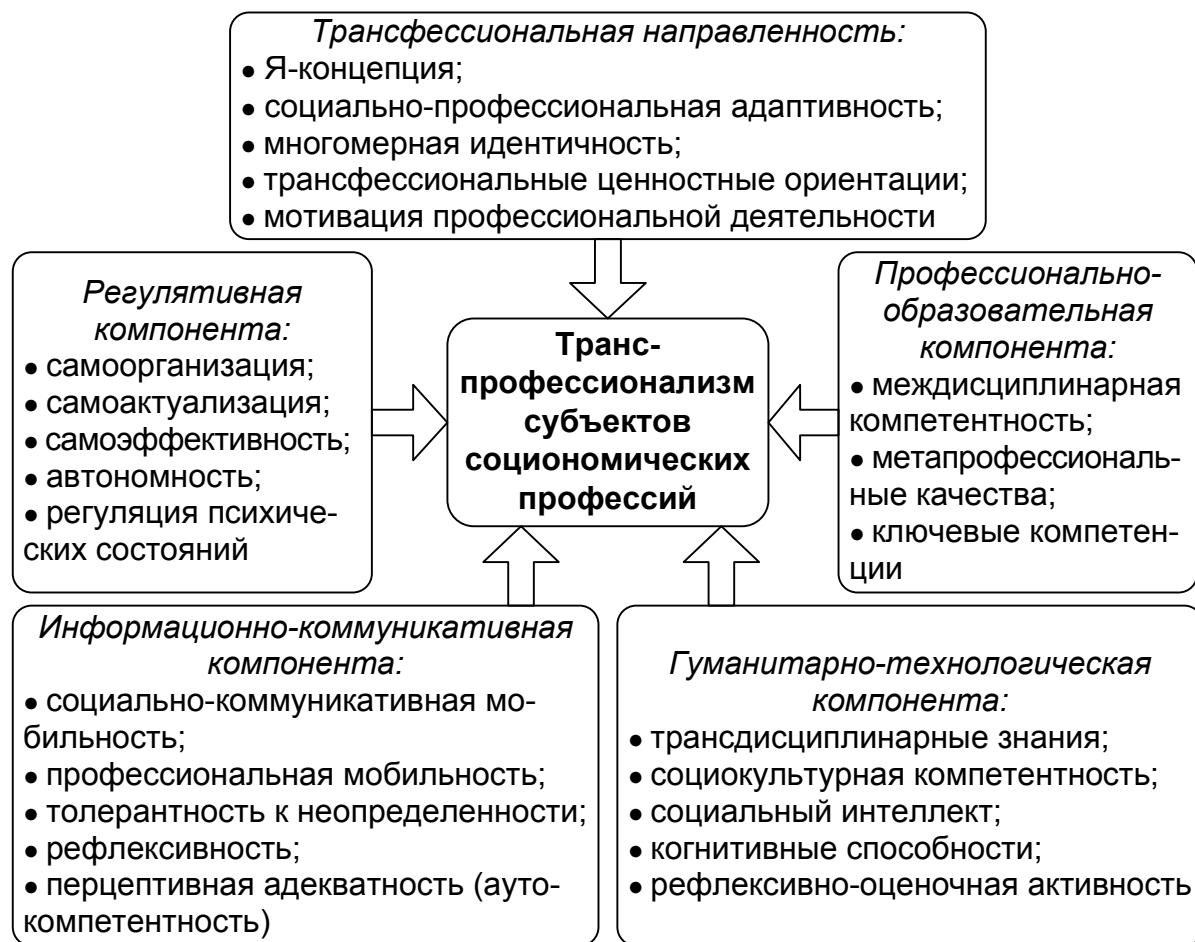 Трансфессиональная направленность:
• Я-концепция;
• социально-профессиональная адаптивность;
• многомерная идентичность;
• трансфессиональные ценностные ориентации;
• мотивация профессиональной деятельности
Регулятивная
компонента:
• самоорганизация;
• самоактуализация;
• самоэффективность;
• автономность;
• регуляция психиче-
ских состояний
Транс-
профессионализм
субъектов
социономических
профессий
Профессионально-
образовательная
компонента:
• междисциплинарная
компетентность;
• метапрофессиональ-
ные качества;
• ключевые компетен-
ции
Информационно-коммуникативная
компонента:
• социально-коммуникативная мо-
бильность;
• профессиональная мобильность;
• толерантность к неопределенности;
• рефлексивность;
• перцептивная адекватность (ауто-
компетентность)
Гуманитарно-технологическая
компонента:
• трансдисциплинарные знания;
• социокультурная компетентность;
• социальный интеллект;
• когнитивные способности;
• рефлексивно-оценочная активность